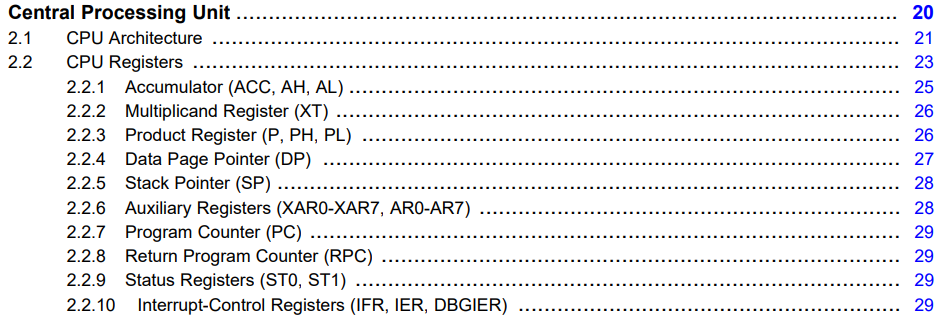 Central Processing Unit ........................................................................................................ 20
2.1 CPU Architecture ........................................................................................................ 21
2.2 CPU Registers ........................................................................................................ 23
2.2.1 Accumulator (ACC, AH, AL) ........................................................................................ 25
2.2.2 Multiplicand Register (XT) ........................................................................................ 26
2.2.3 Product Register (P, PH, PL) ........................................................................................ 26
2.2.4 Data Page Pointer (DP) ........................................................................................ 27
2.2.5 Stack Pointer (SP) ........................................................................................ 28
2.2.6 Auxiliary Registers (XAR0-XAR7, AR0-AR7) ................................................................ 28
2.2.7 Program Counter (PC) ........................................................................................ 29
2.2.8 Return Program Counter (RPC) ................................................................................ 29
2.2.9 Status Registers (ST0, ST1) ................................................................................ 29
2.2.10 Interrupt-Control Registers (IFR, IER, DBGIER) ........................................................ 29